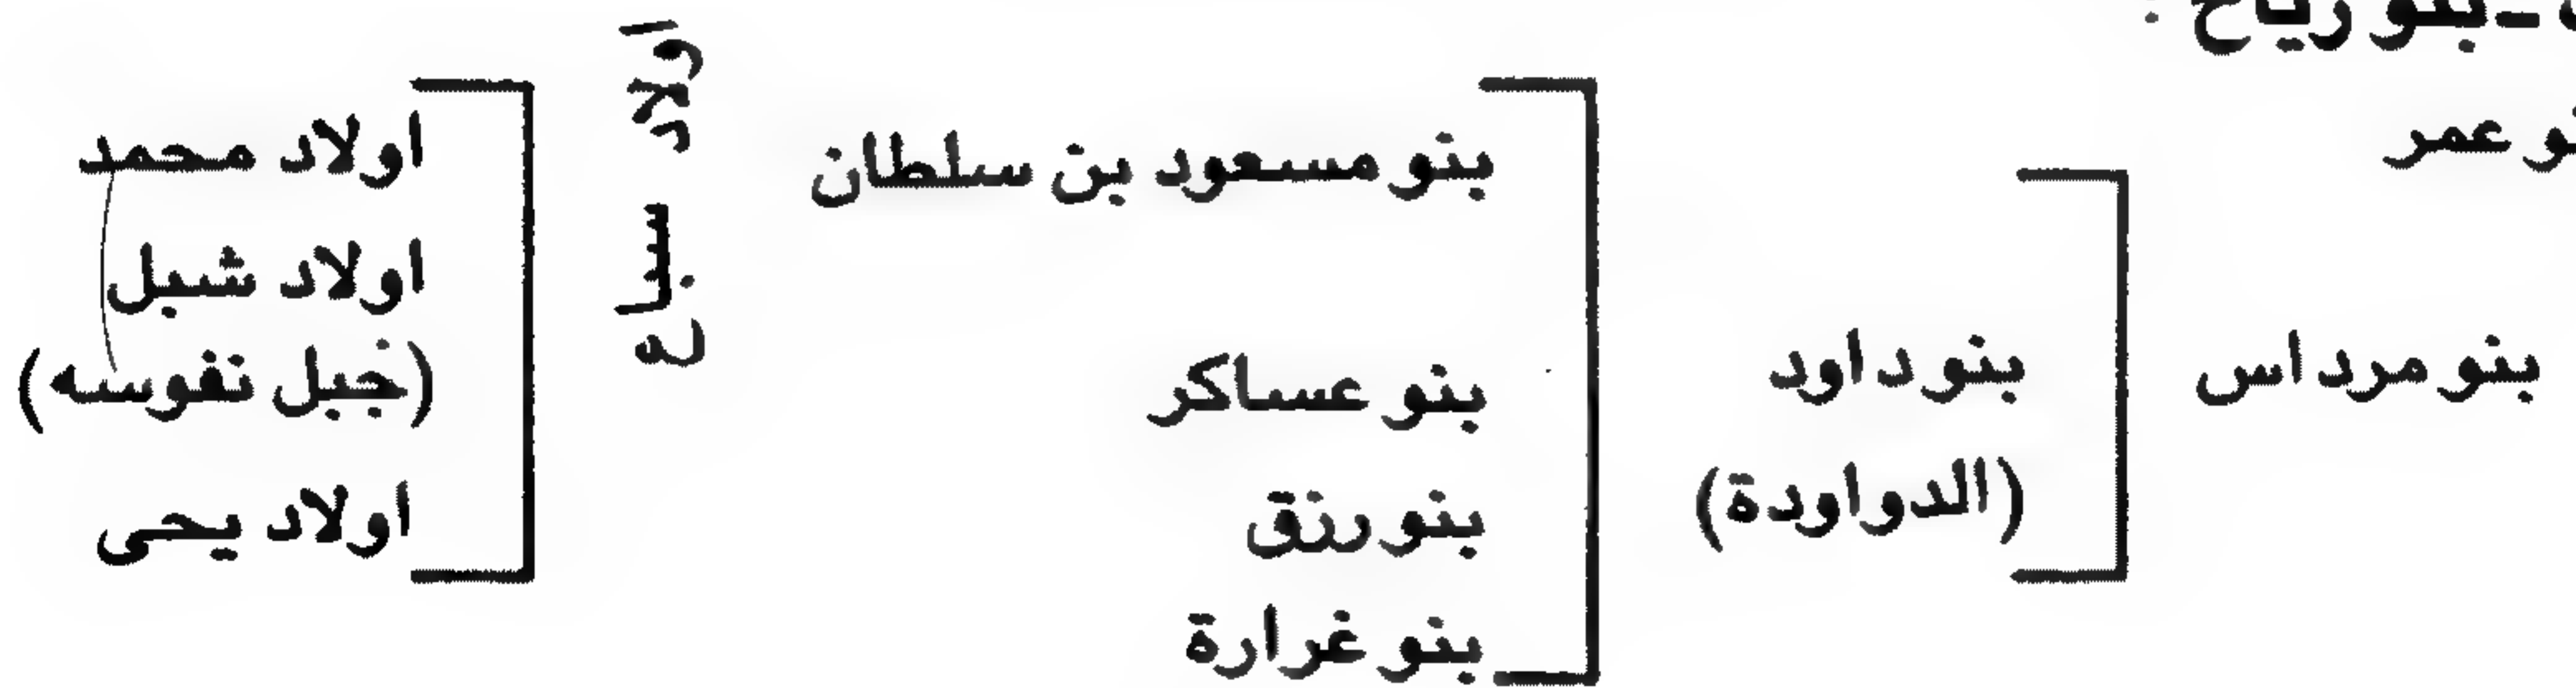 بنو رياح :
عمر
بنو مرداس
بنو داود
(الدواودة)
بنو مسعود بن سلطان
بنو عساكر
بنو رزق
بنو غرارة
اولاد سباع
اولاد محمد
اولاد شبل
(جبل نفوسه)
اولاد يحى